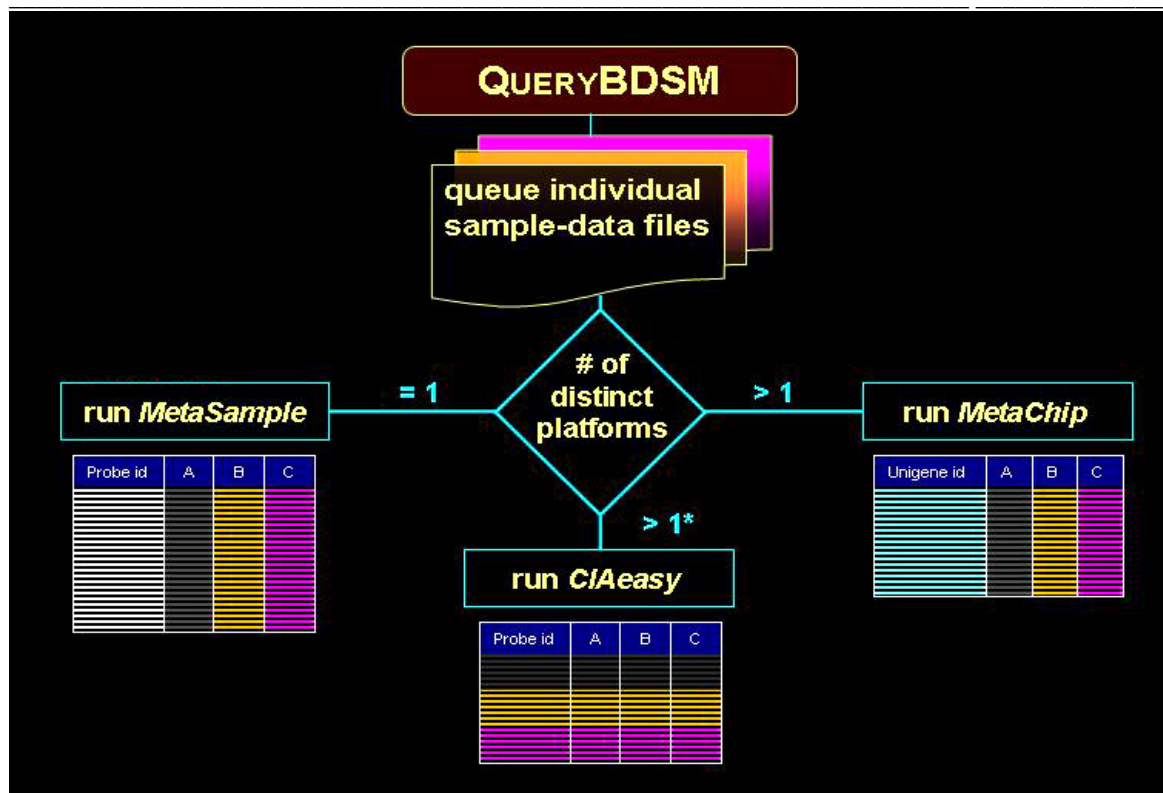 QUERYBDSM
queue individual
sample-data files
# of
distinct
platforms
= 1
> 1
run MetaSample
run MetaChip
Probe id A B C
Unigene id A B C
> 1*
run CIAeasy
Probe id A B C